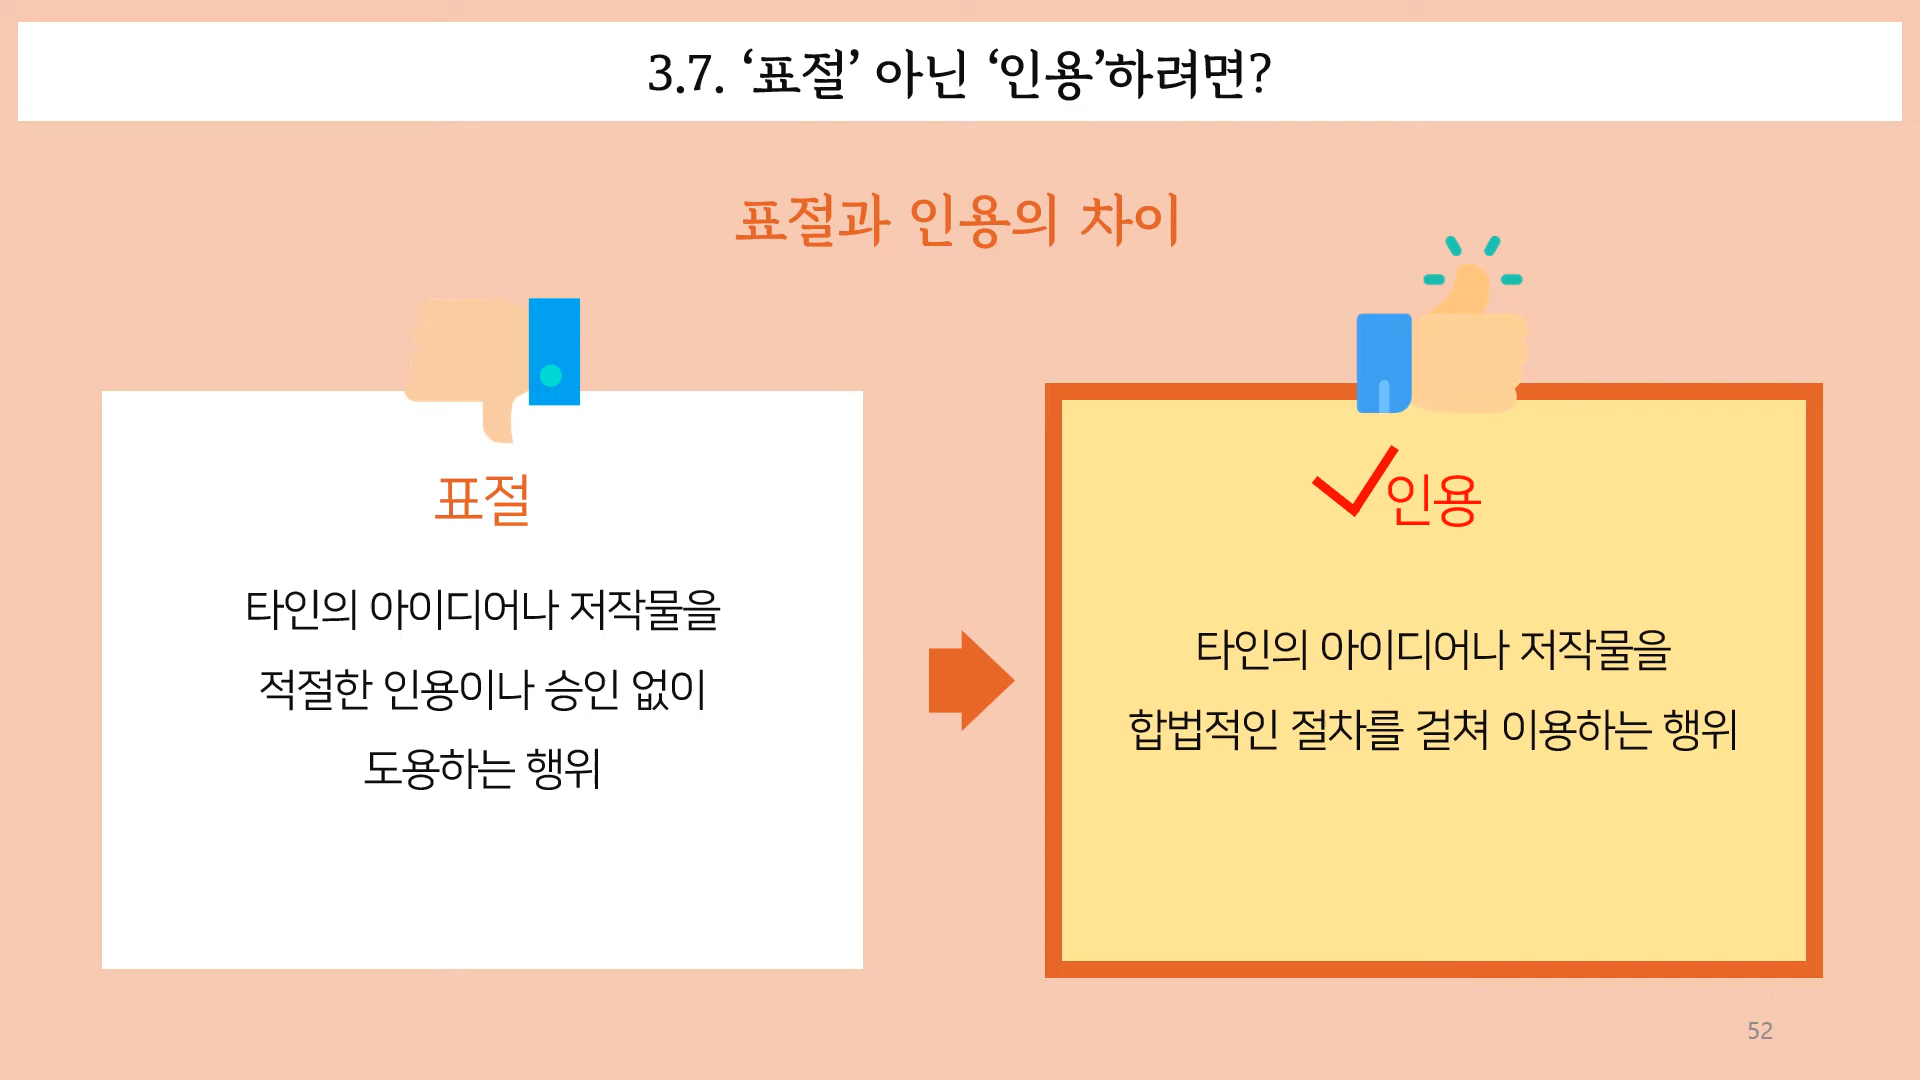 3.7. ‘표절’ 아닌 ‘인용’하려면?
표절과 인용의 차이
표절
타인의 아이디어나 저작물을
적절한 인용이나 승인 없이
도용하는 행위
인용
타인의 아이디어나 저작물을
합법적인 절차를 걸쳐 이용하는 행위
52